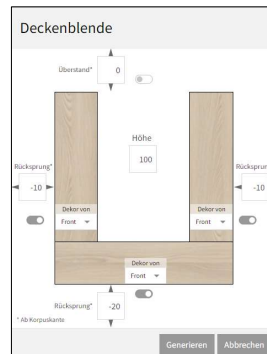 Deckenblende
Überstand*
0
Höhe
100
Rücksprung*
-10
Rücksprung
-10
Dekor von
Front
Dekor von
Front
Dekor von
Front
Rücksprung*
-20
* Ab Korpuskante
Generieren
Abbrechen